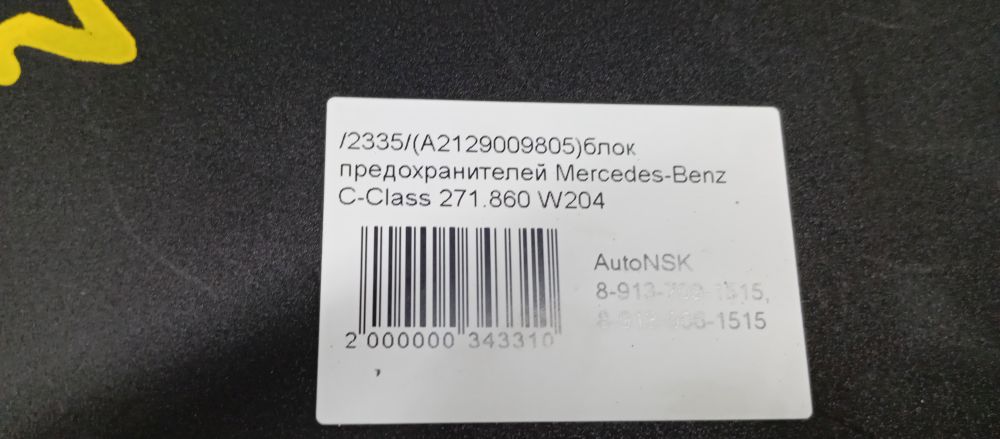 /2335/(A2129009805)блок
предохранителей Mercedes-Benz
C-Class 271.860 W204
AutoNSK
2 000000 343310